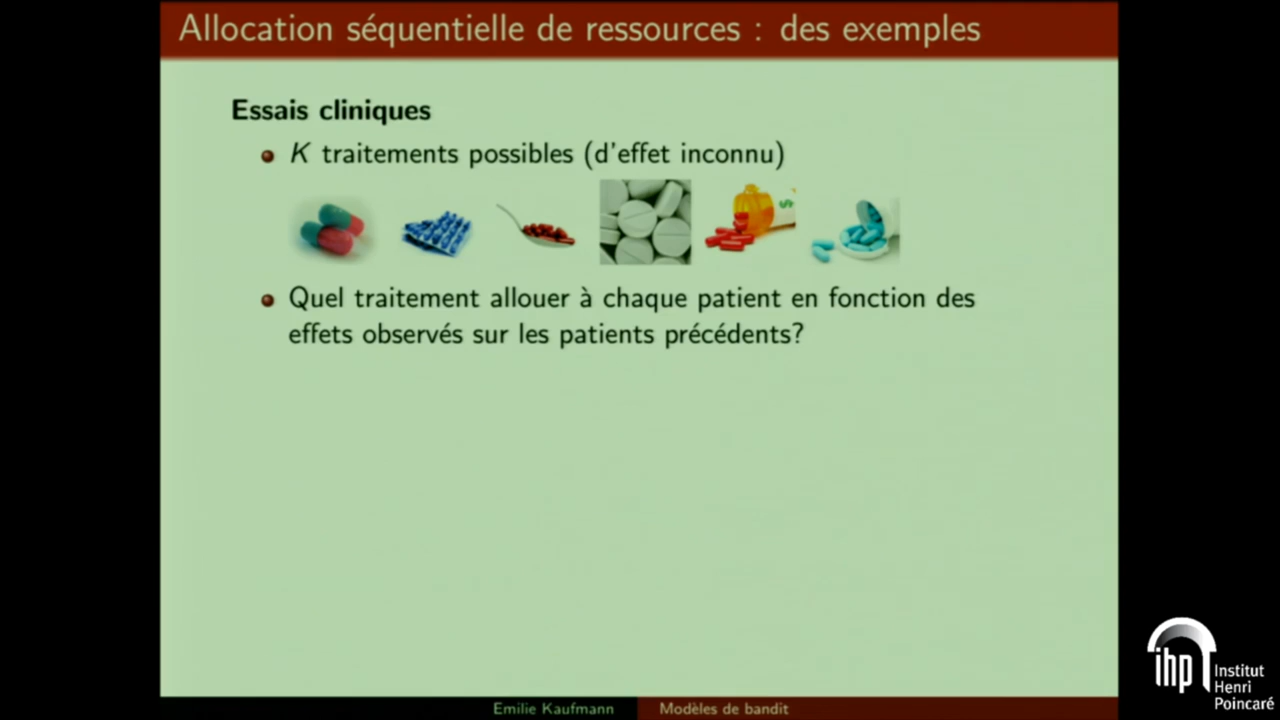 Allocation séquentielle de ressources : des exemples
Essais cliniques
K traitements possibles (d'effet inconnu)
$
Quel traitement allouer à chaque patient en fonction des
effets observés sur les patients précédents?
Emilie Kaufmann
Modèles de bandit
ihp
Institut
Henri
Poincaré